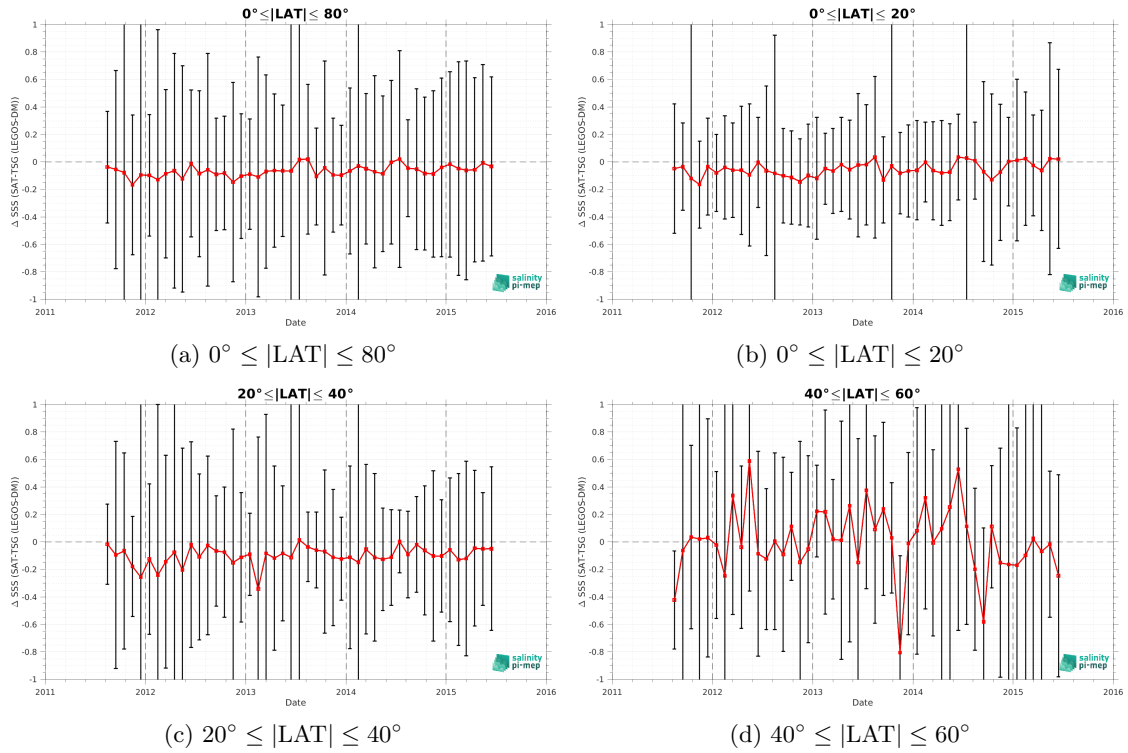 0°≤|LAT|≤ 80°
1
0.8
0.6
0.4
0.2
0
-0.2
-0.4
-0.6
-0.8
-1
Δ SSS (SAT-TSG (LEGOS-DM))
2011 2012 2013 2014 2015 2016
Date
salinity
pi-mep
(a) 0° ≤ |LAT| ≤ 80°
0°≤|LAT|≤ 20°
1
0.8
0.6
0.4
0.2
0
-0.2
-0.4
-0.6
-0.8
-1
Δ SSS (SAT-TSG (LEGOS-DM))
2011 2012 2013 2014 2015 2016
Date
salinity
pi-mep
(b) 0° ≤ |LAT| ≤ 20°
20°≤|LAT|≤ 40°
1
0.8
0.6
0.4
0.2
0
-0.2
-0.4
-0.6
-0.8
-1
Δ SSS (SAT-TSG (LEGOS-DM))
2011 2012 2013 2014 2015 2016
Date
salinity
pi-mep
(c) 20° ≤ |LAT| ≤ 40°
40°≤|LAT|≤ 60°
1
0.8
0.6
0.4
0.2
0
-0.2
-0.4
-0.6
-0.8
-1
Δ SSS (SAT-TSG (LEGOS-DM))
2011 2012 2013 2014 2015 2016
Date
salinity
pi-mep
(d) 40° ≤ |LAT| ≤ 60°